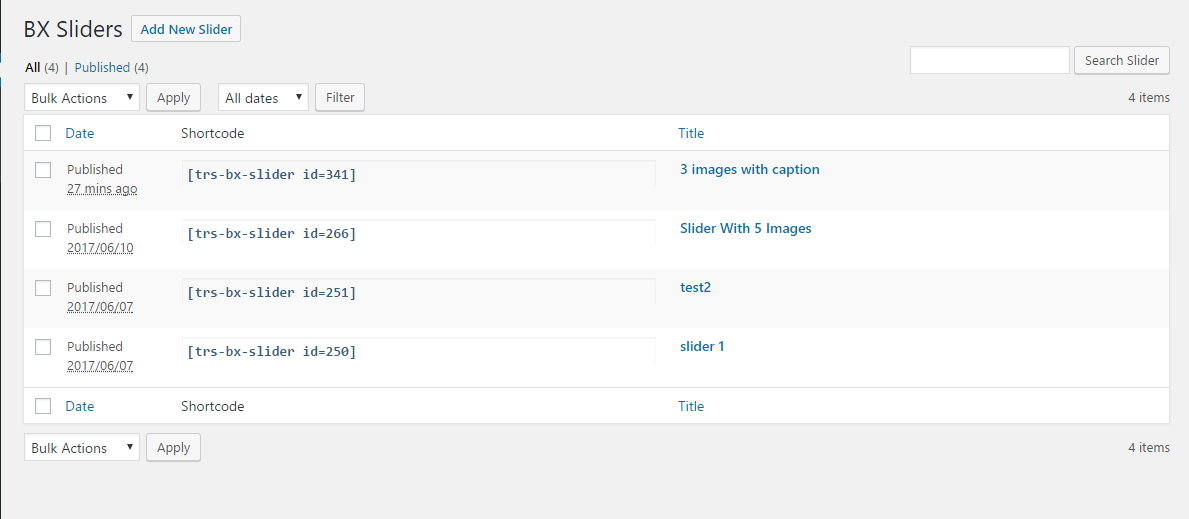 BX Sliders Add New Slider
All (4) | Published (4)
Search Slider
Bulk Actions Apply All dates Filter 4 items
Date Shortcode Title
Published [trs-bx-slider id=341] 3 images with caption
27 mins ago
Published [trs-bx-slider id=266] Slider With 5 Images
2017/06/10
Published [trs-bx-slider id=251] test2
2017/06/07
Published [trs-bx-slider id=250] slider 1
2017/06/07
Date Shortcode Title
Bulk Actions Apply 4 items